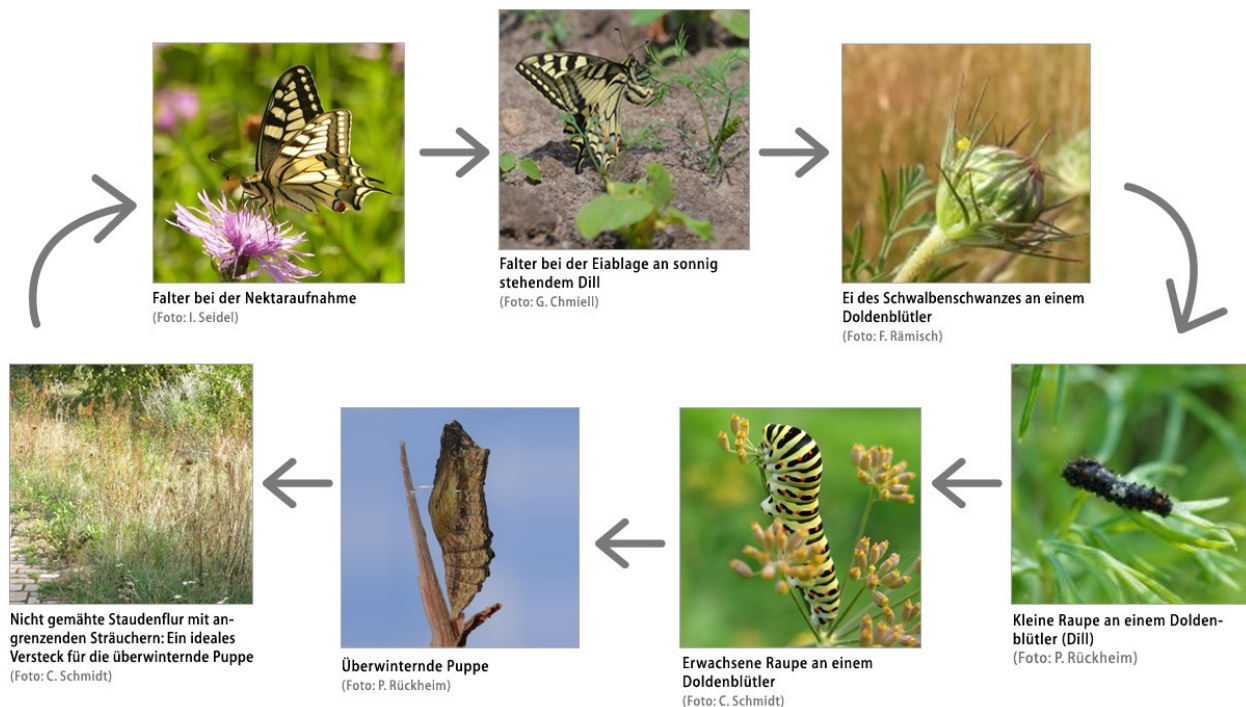 Falter bei der Nektaraufnahme
(Foto: I. Seidel)
Falter bei der Eiablage an sonnig
stehendem Dill
(Foto: G. Chmiell)
Ei des Schwalbenschwanzes an einem
Doldenblütler
(Foto: F. Rämisch)
Kleine Raupe an einem Dolden-
blütler (Dill)
(Foto: P. Rückheim)
Erwachsene Raupe an einem
Doldenblütler
(Foto: C. Schmidt)
Überwinternde Puppe
(Foto: P. Rückheim)
Nicht gemähte Staudenflur mit an-
grenzenden Sträuchern: Ein ideales
Versteck für die überwinternde Puppe
(Foto: C. Schmidt)